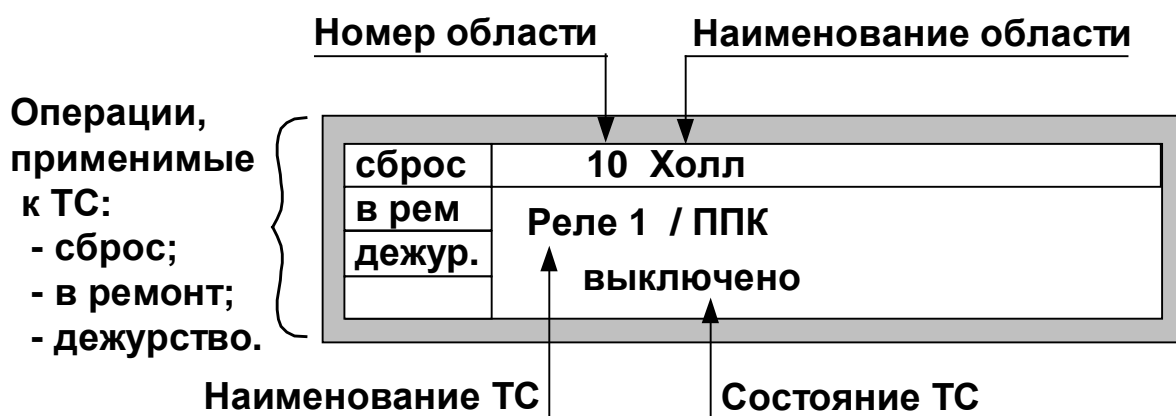 Номер области
Наименование области
Операции,
применимые
к ТС:
- сброс;
- в ремонт;
- дежурство.
сброс
в рем
дежур.
10 Холл
Реле 1 / ППК
выключено
Наименование ТС
Состояние ТС